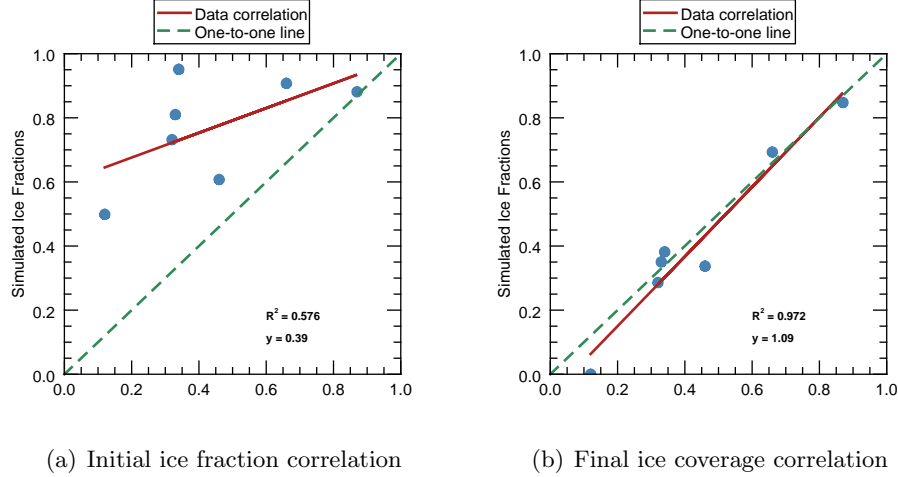 Data correlation
One-to-one line
1.0
0.8
0.6
0.4
0.2
0.0
Simulated Ice Fractions
R² = 0.576
y = 0.39
0.0 0.2 0.4 0.6 0.8 1.0
(a) Initial ice fraction correlation
Data correlation
One-to-one line
1.0
0.8
0.6
0.4
0.2
0.0
Simulated Ice Fractions
R² = 0.972
y = 1.09
0.0 0.2 0.4 0.6 0.8 1.0
(b) Final ice coverage correlation